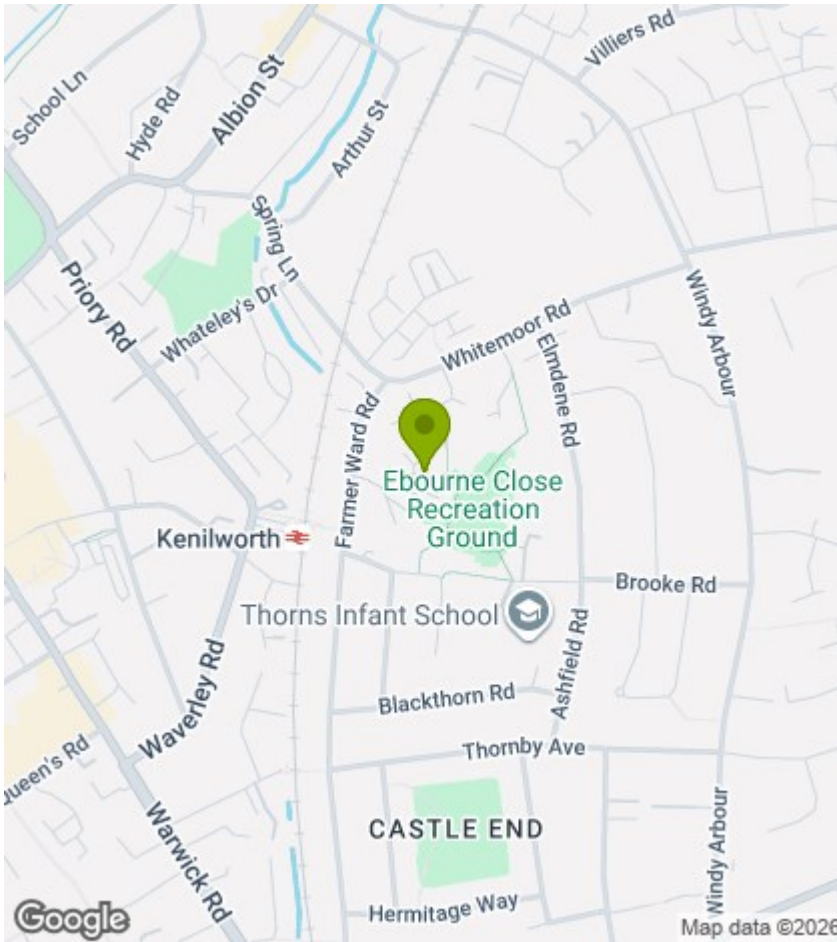 Villiers Rd
School Ln
Hyde Rd
Albion St
Arthur St
Spring Ln
Priory Rd
Whateley's Dr
Whitemoor Rd
Windy Arbour
Elmdene Rd
Farmer Ward Rd
Ebourne Close
Recreation
Ground
Kenilworth
Brooke Rd
Thorns Infant School
Ashfield Rd
Waverley Rd
Blackthorn Rd
Thornby Ave
Queen's Rd
CASTLE END
Warwick Rd
Windy Arbour
Hermitage Way
Google
Map data ©2026